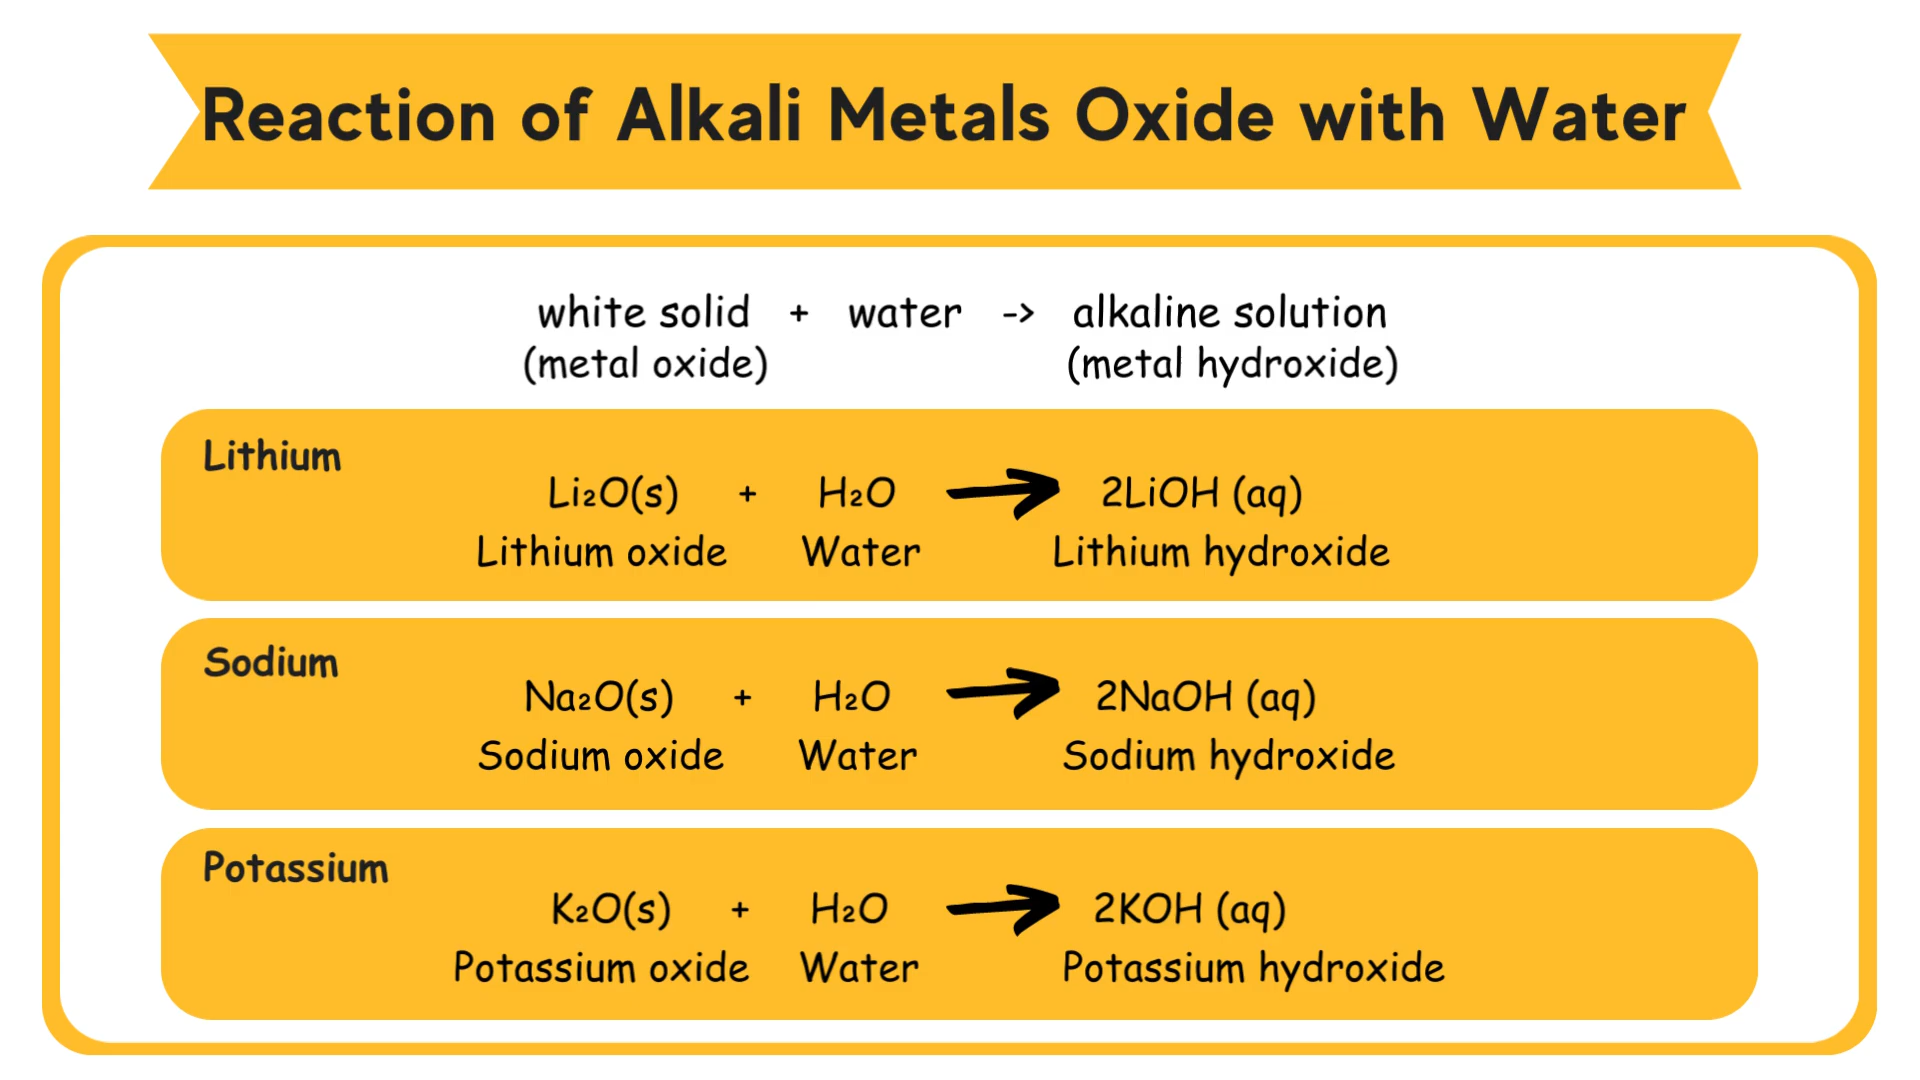 Reaction of Alkali Metals Oxide with Water
white solid + water -> alkaline solution
(metal oxide) (metal hydroxide)
Lithium
Li₂O(s) + H₂O → 2LiOH (aq)
Lithium oxide Water Lithium hydroxide
Sodium
Na₂O(s) + H₂O → 2NaOH (aq)
Sodium oxide Water Sodium hydroxide
Potassium
K₂O(s) + H₂O → 2KOH (aq)
Potassium oxide Water Potassium hydroxide